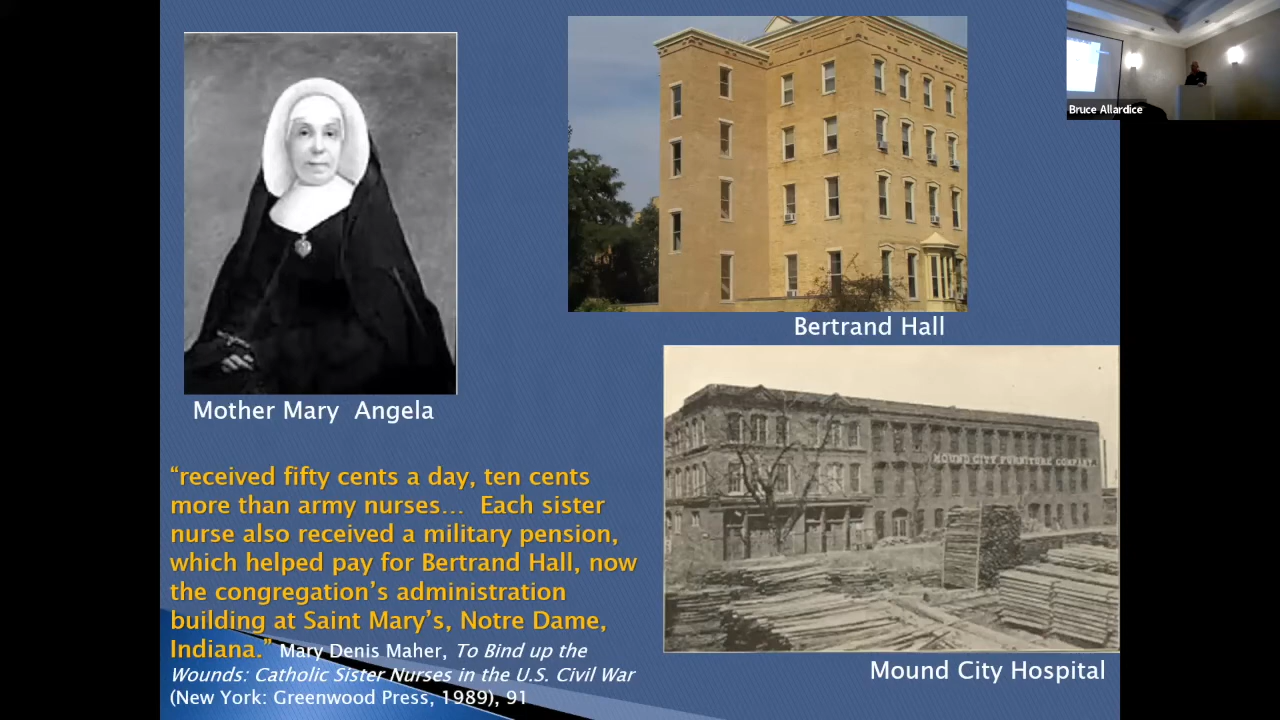 Bruce Allardice
Bertrand Hall
Mother Mary Angela
MOUND CITY FURNITURE COMPANY.
“received fifty cents a day, ten cents
more than army nurses… Each sister
nurse also received a military pension,
which helped pay for Bertrand Hall, now
the congregation’s administration
building at Saint Mary’s, Notre Dame,
Indiana.” Mary Denis Maher, To Bind up the
Wounds: Catholic Sister Nurses in the U.S. Civil War
(New York: Greenwood Press, 1989), 91
Mound City Hospital